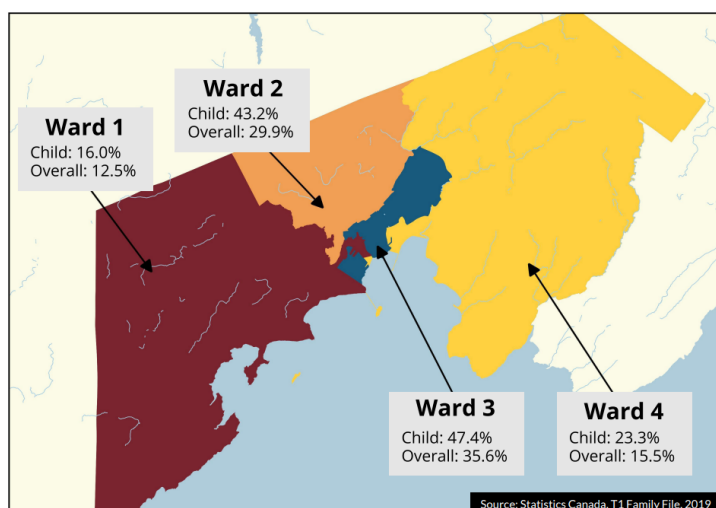 Ward 1
Child: 16.0%
Overall: 12.5%
Ward 2
Child: 43.2%
Overall: 29.9%
Ward 3
Child: 47.4%
Overall: 35.6%
Ward 4
Child: 23.3%
Overall: 15.5%
Source: Statistics Canada, T1 Family File, 2019